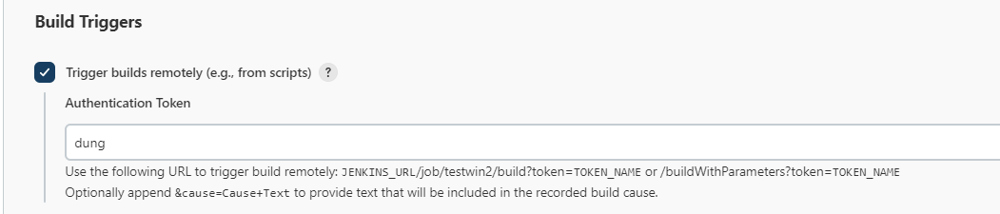 Build Triggers
Trigger builds remotely (e.g., from scripts) ?
Authentication Token
dung
Use the following URL to trigger build remotely: JENKINS_URL/job/testwin2/build?token=TOKEN_NAME or /buildWithParameters?token=TOKEN_NAME
Optionally append &cause=Cause+Text to provide text that will be included in the recorded build cause.